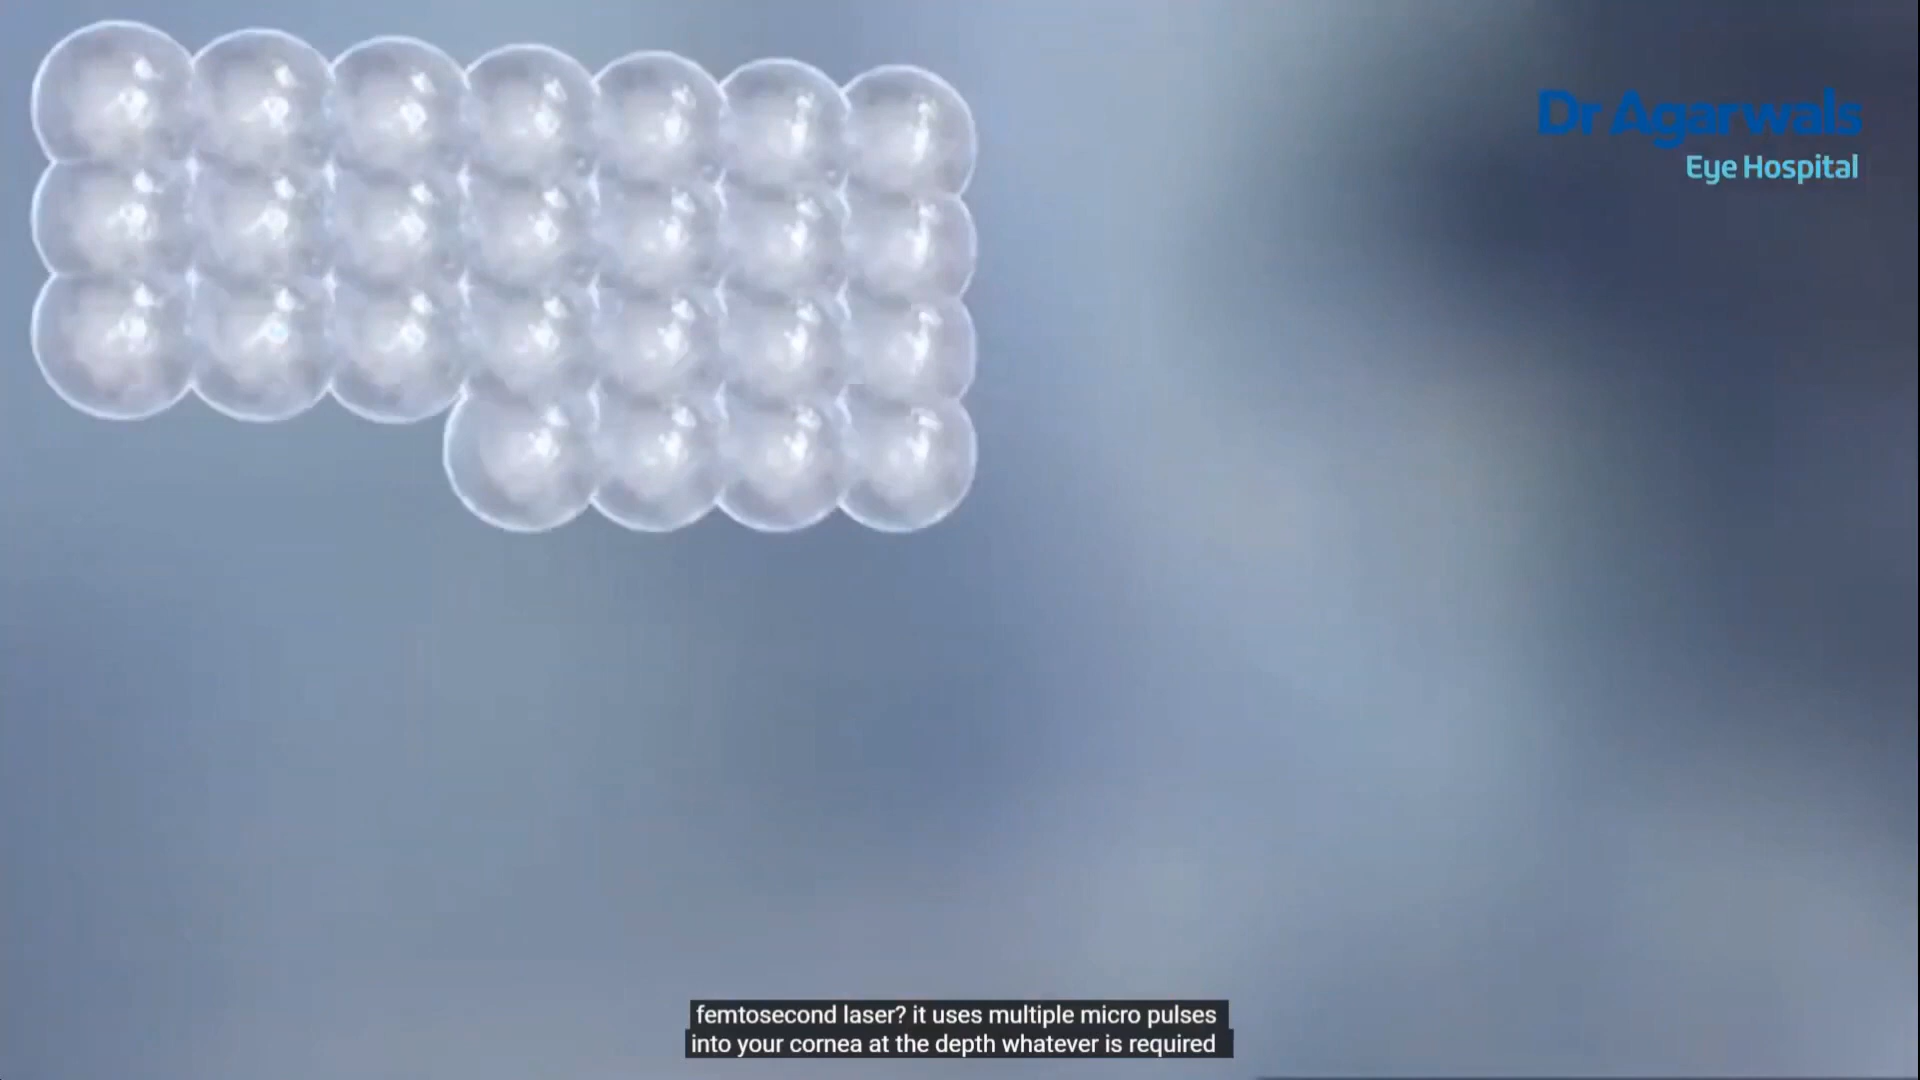 Dr Agarwals
Eye Hospital
femtosecond laser? it uses multiple micro pulses
into your cornea at the depth whatever is required